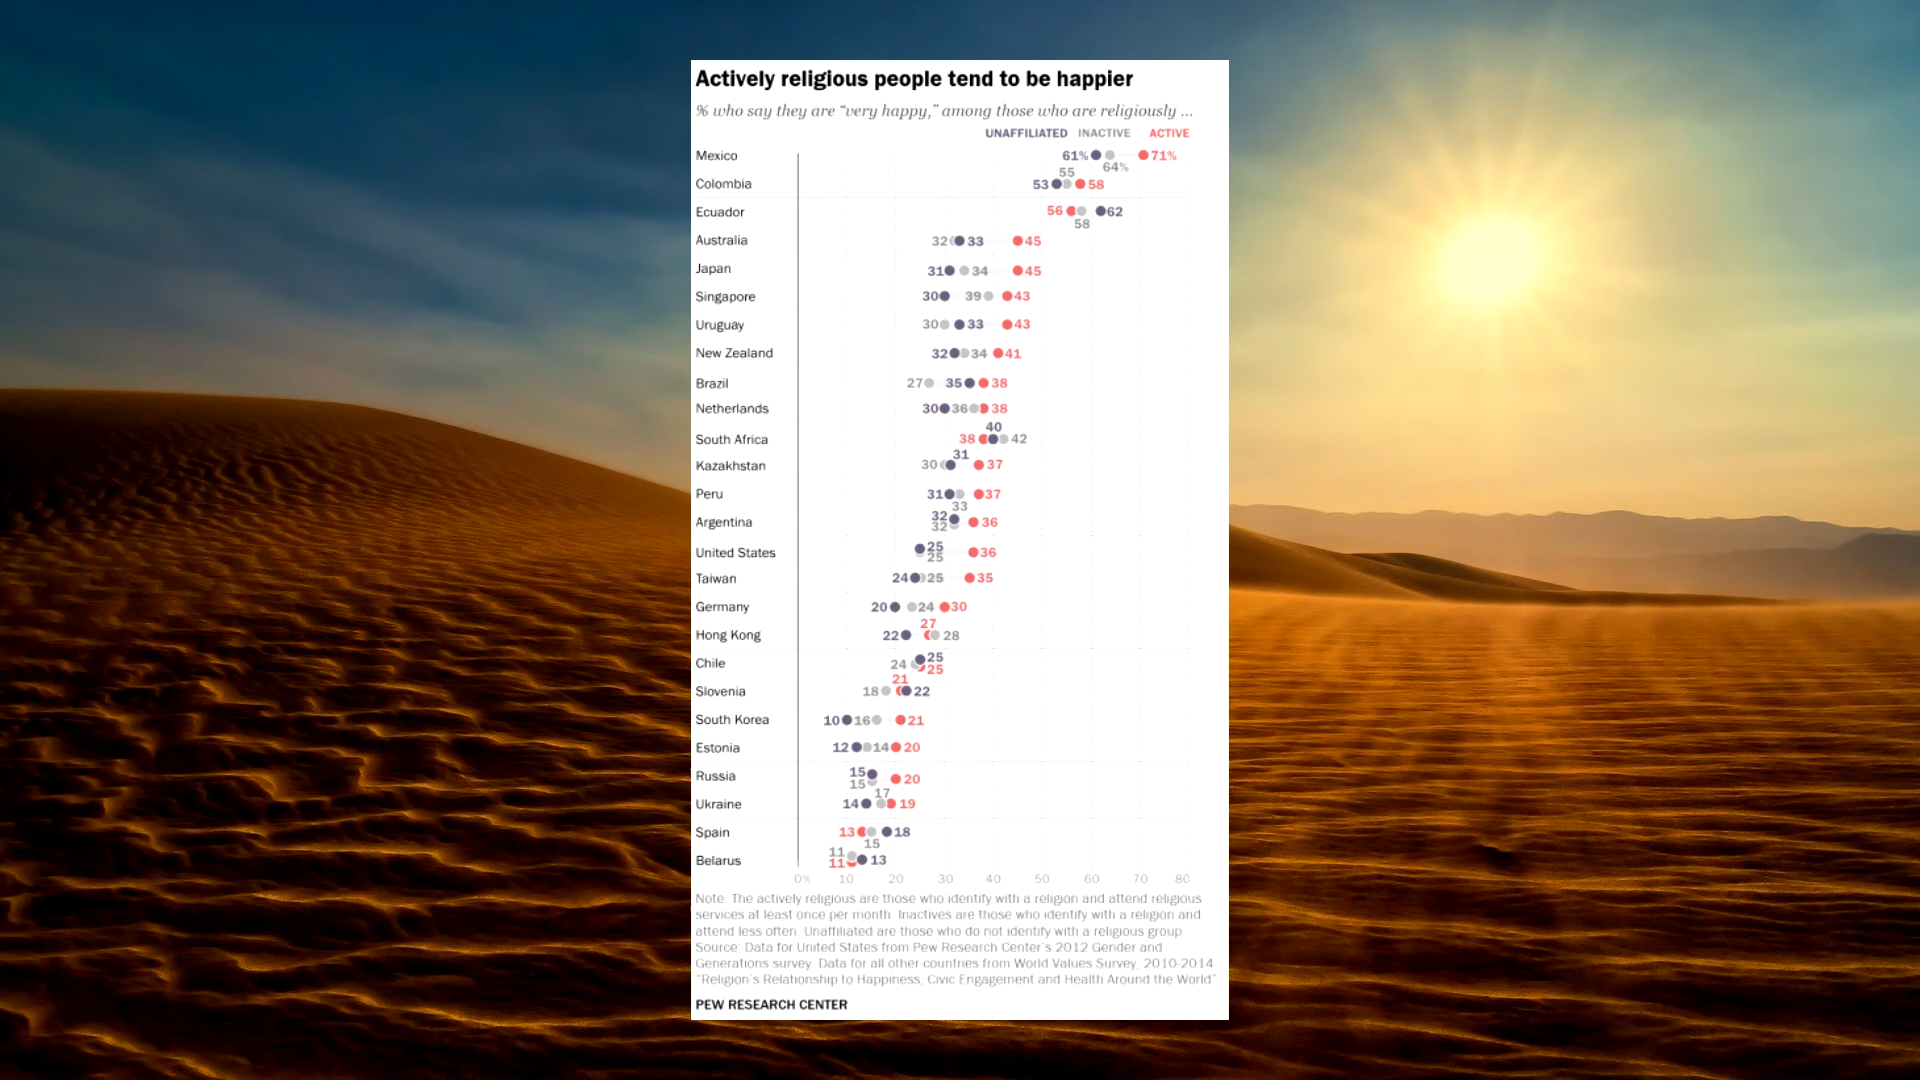 Actively religious people tend to be happier
% who say they are “very happy,” among those who are religiously ...
UNAFFILIATED INACTIVE ACTIVE
Mexico 61% 64% 71%
Colombia 53 55 58
Ecuador 56 58 62
Australia 32 33 45
Japan 31 34 45
Singapore 30 39 43
Uruguay 30 33 43
New Zealand 32 34 41
Brazil 27 35 38
Netherlands 30 36 38
South Africa 38 40 42
Kazakhstan 30 31 37
Peru 31 33 37
Argentina 32 32 36
United States 25 25 36
Taiwan 24 25 35
Germany 20 24 30
Hong Kong 22 27 28
Chile 24 25 25
Slovenia 18 21 22
South Korea 10 16 21
Estonia 12 14 20
Russia 15 15 20
Ukraine 14 17 19
Spain 13 15 18
Belarus 11 11 13
0% 10 20 30 40 50 60 70 80
Note: The actively religious are those who identify with a religion and attend religious
services at least once per month. Inactives are those who identify with a religion and
attend less often. Unaffiliated are those who do not identify with a religious group.
Source: Data for United States from Pew Research Center's 2012 Gender and
Generations survey. Data for all other countries from World Values Survey, 2010-2014.
"Religion's Relationship to Happiness, Civic Engagement and Health Around the World"
PEW RESEARCH CENTER